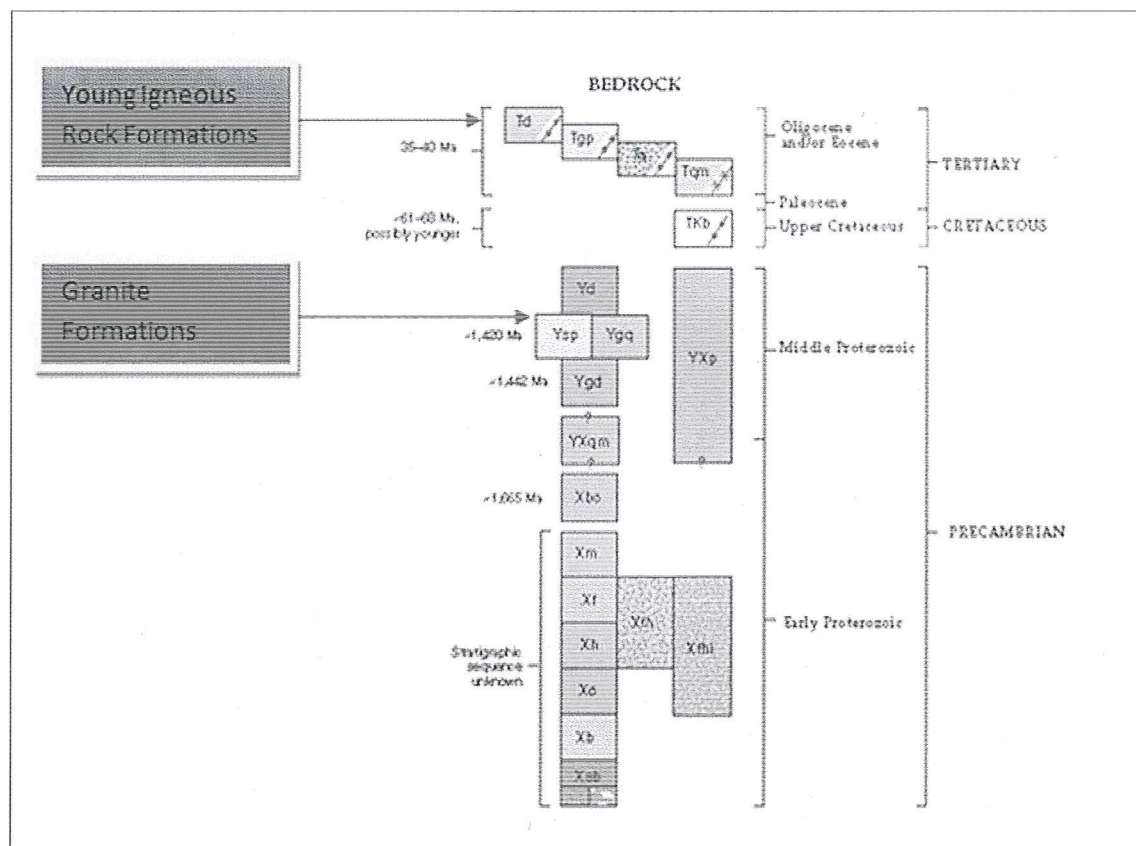 BEDROCK
Young Igneous
Rock Formations
Td
Tgp
Tqm
35–40 Ma
Oligocene
and/or Eocene
TERTIARY
Paleocene
~61–68 Ma,
possibly younger
TKb
Upper Cretaceous
CRETACEOUS
Granite
Formations
Yd
~1,420 Ma
Ysp
Ygq
YXp
Middle Proterozoic
~1,442 Ma
Ygd
?
YXqm
?
?
~1,665 Ma
Xbo
PRECAMBRIAN
Xm
Xf
Early Proterozoic
Xh
Stratigraphic
sequence
unknown
Xb